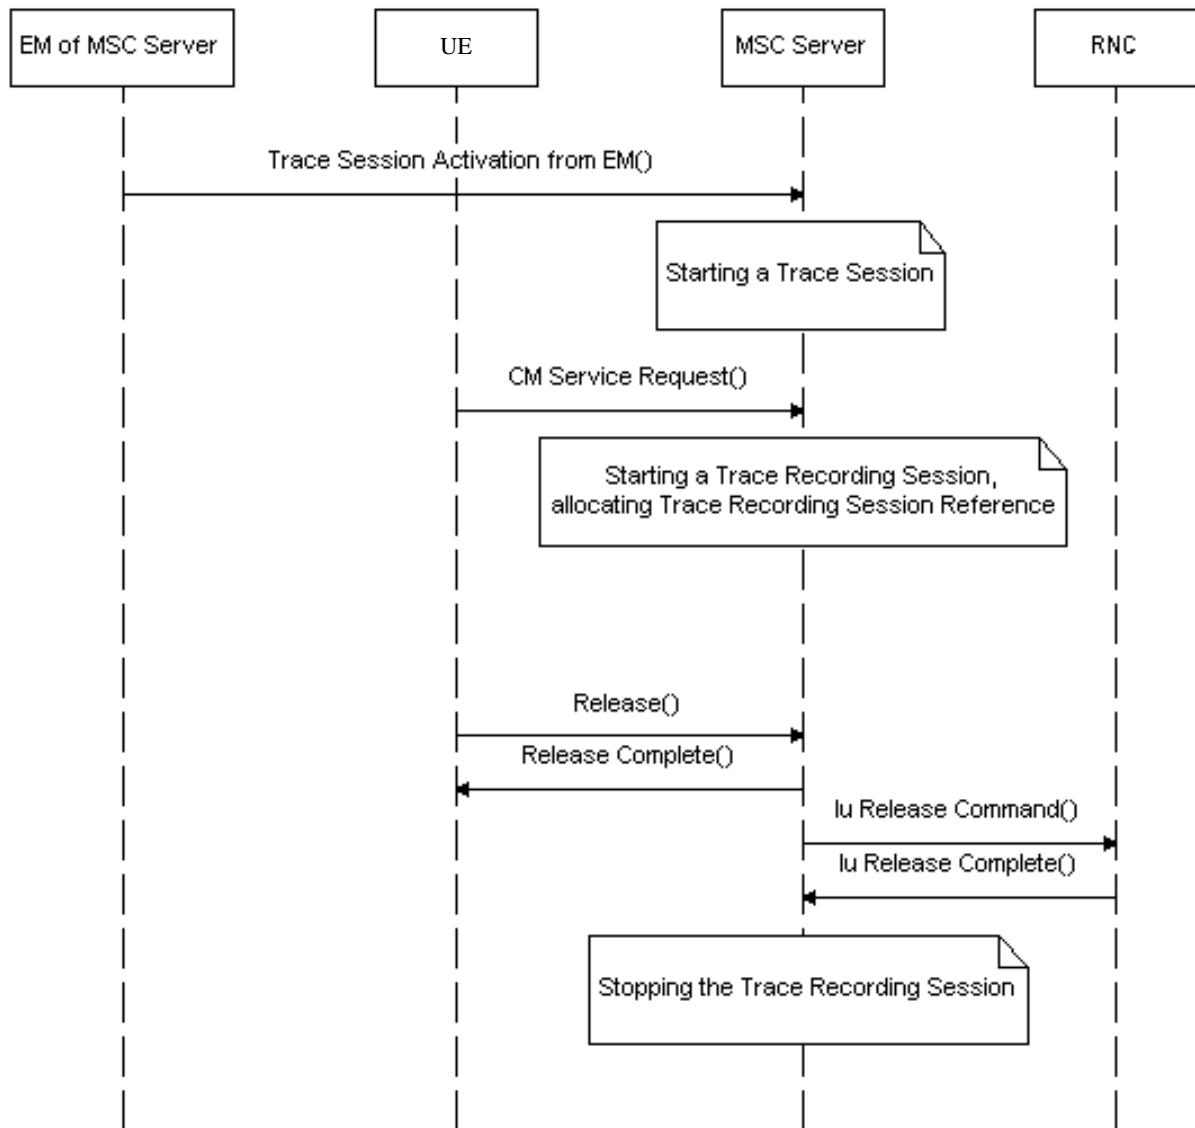 EM of MSC Server
UE
MSC Server
RNC
Trace Session Activation from EM()
Starting a Trace Session
CM Service Request()
Starting a Trace Recording Session,
allocating Trace Recording Session Reference
Release()
Release Complete()
Iu Release Command()
Iu Release Complete()
Stopping the Trace Recording Session